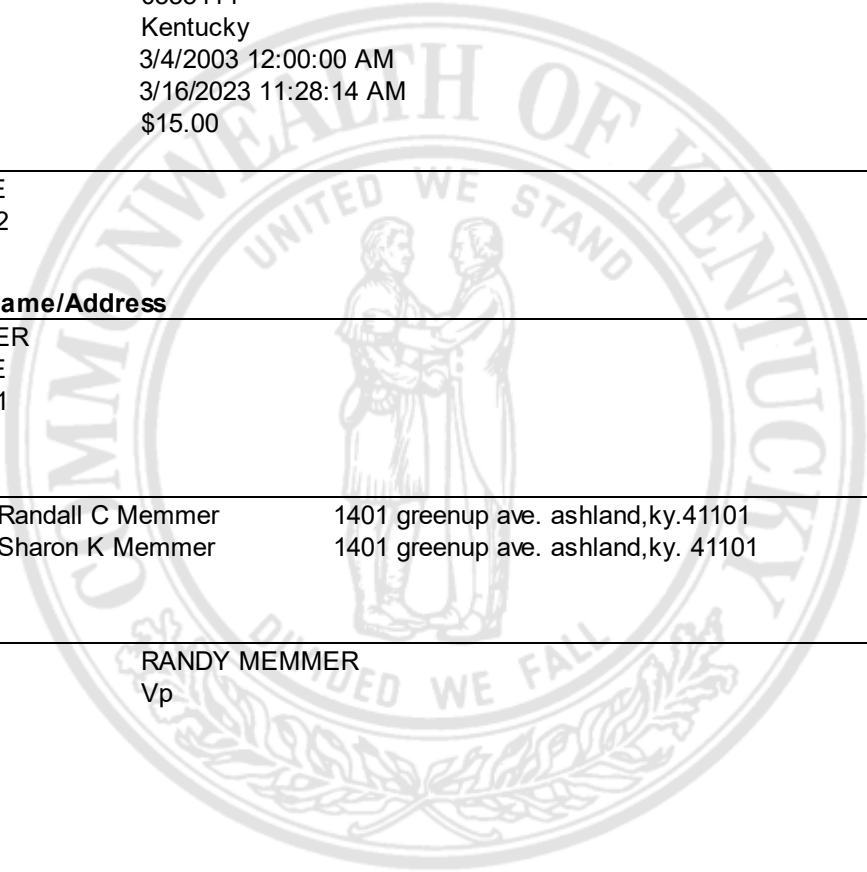 Kentucky
3/4/2003 12:00:00 AM
3/16/2023 11:28:14 AM
$15.00
E
2
ame/Address
ER
E
1
Randall C Memmer 1401 greenup ave. ashland,ky.41101
Sharon K Memmer 1401 greenup ave. ashland,ky. 41101
RANDY MEMMER
Vp
COMMONWEALTH OF KENTUCKY
UNITED WE STAND
DIVIDED WE FALL